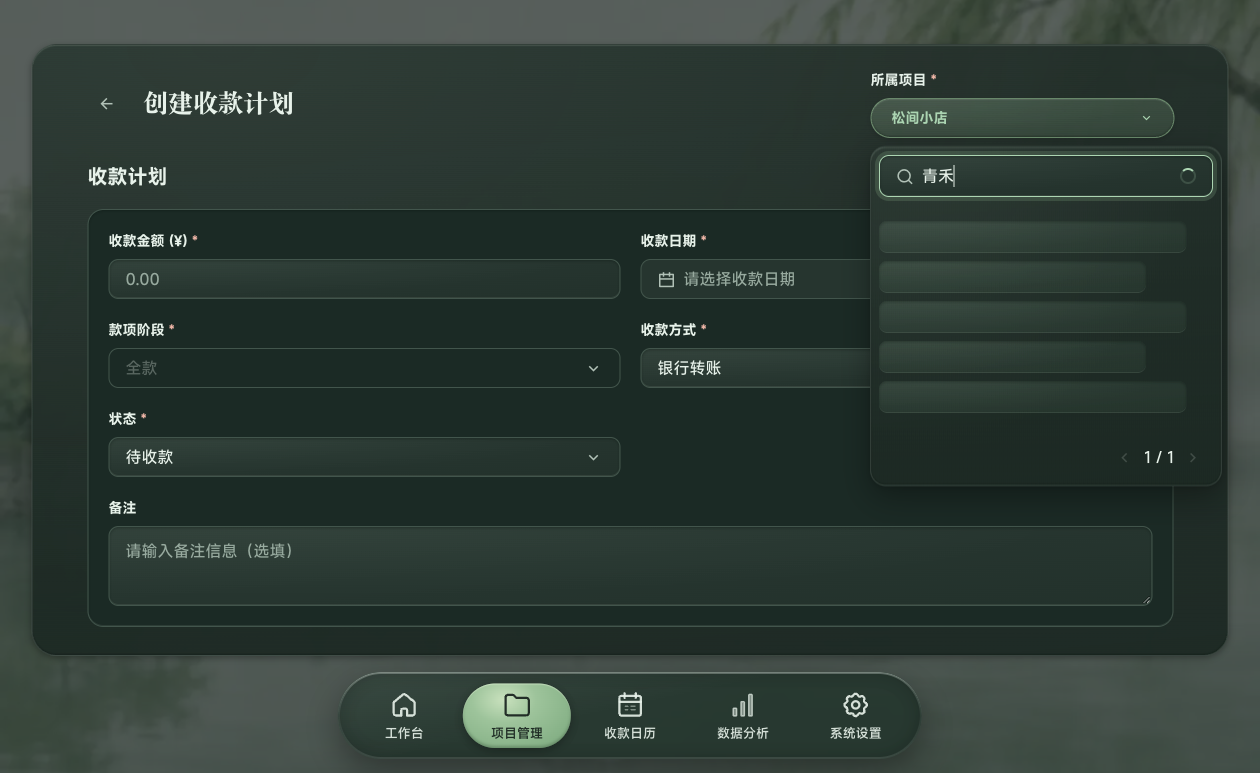 创建收款计划
所属项目 *
松间小店
青禾
收款计划
收款金额 (¥) *
0.00
收款日期 *
请选择收款日期
款项阶段 *
全款
收款方式 *
银行转账
1 / 1
状态 *
待收款
备注
请输入备注信息（选填）
工作台
项目管理
收款日历
数据分析
系统设置